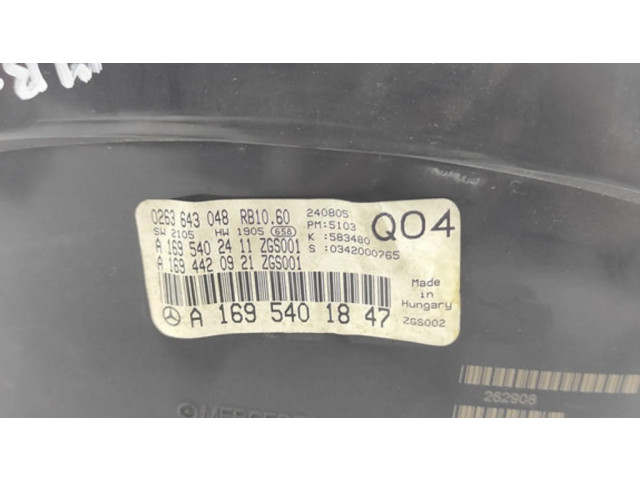 0263 643 048 RB10.60 240805
SW 2105 HW 1905 658 PM:5103 Q04
A 169 540 24 11 ZGS001 K :583480
A 169 442 09 21 ZGS001 S :0342000765
Made in Hungary
A 169 540 18 47 ZGS002
262908